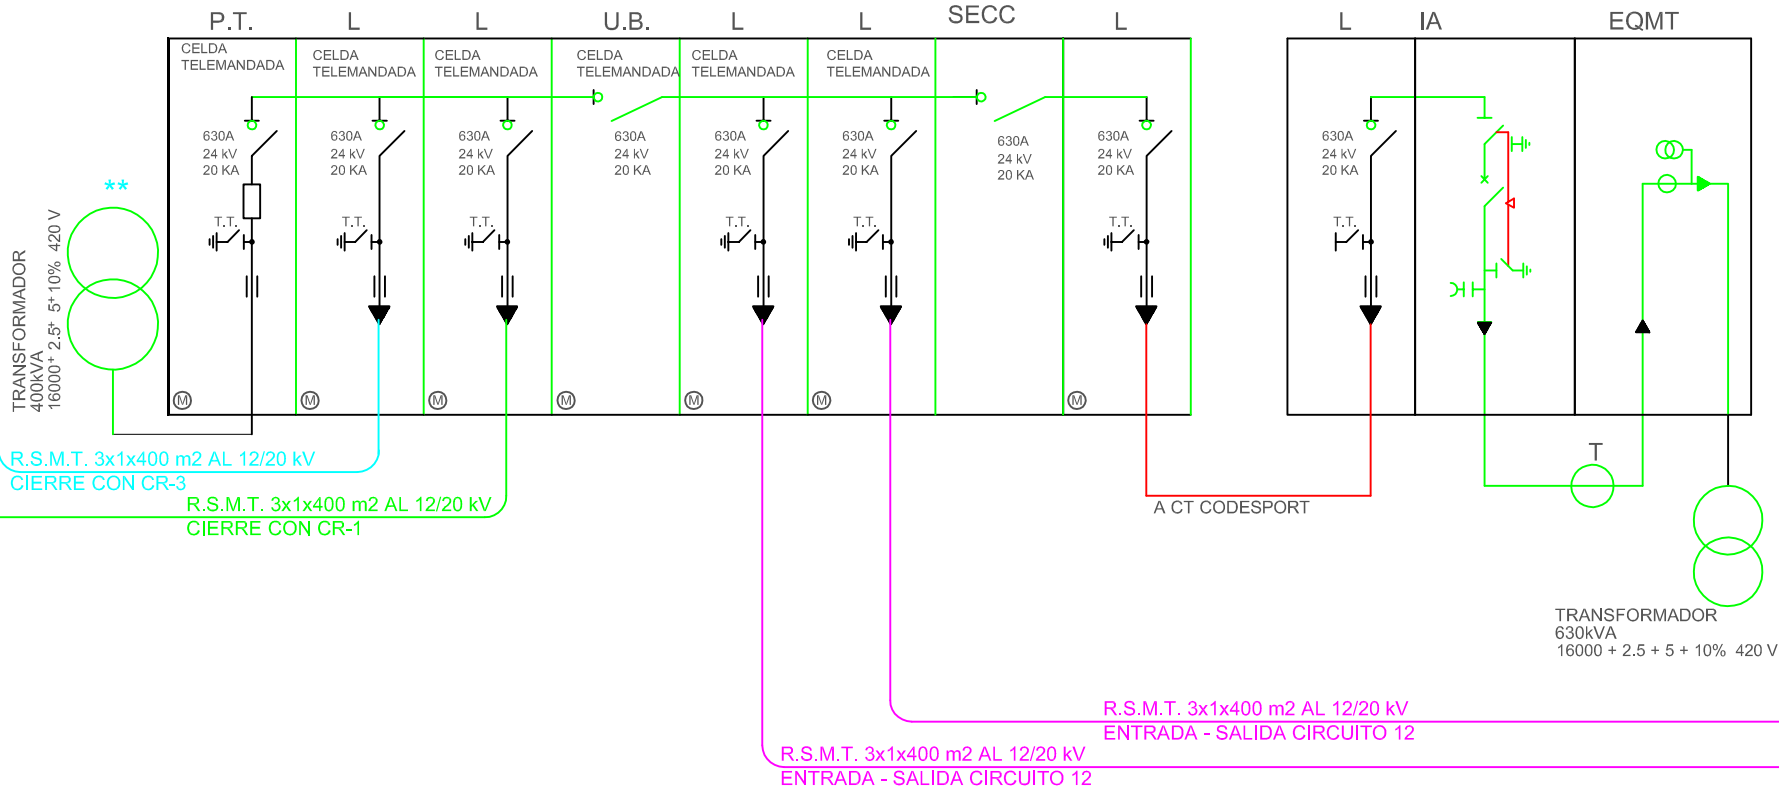 P.T. L L U.B. L L SECC L L IA EQMT
CELDA
TELEMANDADA
CELDA
TELEMANDADA
CELDA
TELEMANDADA
CELDA
TELEMANDADA
CELDA
TELEMANDADA
CELDA
TELEMANDADA
630A
24 kV
20 KA
630A
24 kV
20 KA
630A
24 kV
20 KA
630A
24 kV
20 KA
630A
24 kV
20 KA
630A
24 kV
20 KA
630A
24 kV
20 KA
630A
24 kV
20 KA
630A
24 kV
20 KA
**
T.T. T.T. T.T. T.T. T.T. T.T. T.T.
TRANSFORMADOR
400kVA
16000+ 2.5+ 5+ 10% 420 V
M M M M M M M
R.S.M.T. 3x1x400 m2 AL 12/20 kV
CIERRE CON CR-3
R.S.M.T. 3x1x400 m2 AL 12/20 kV
CIERRE CON CR-1
A CT CODESPORT
T
TRANSFORMADOR
630kVA
16000 + 2.5 + 5 + 10% 420 V
R.S.M.T. 3x1x400 m2 AL 12/20 kV
ENTRADA - SALIDA CIRCUITO 12
R.S.M.T. 3x1x400 m2 AL 12/20 kV
ENTRADA - SALIDA CIRCUITO 12